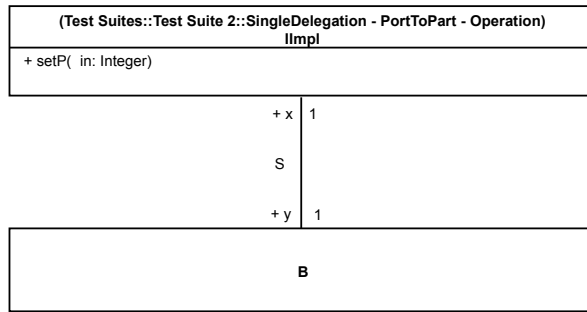 (Test Suites::Test Suite 2::SingleDelegation - PortToPart - Operation)
IImpl
+ setP(  in: Integer)
+ x 1
S
+ y 1
B